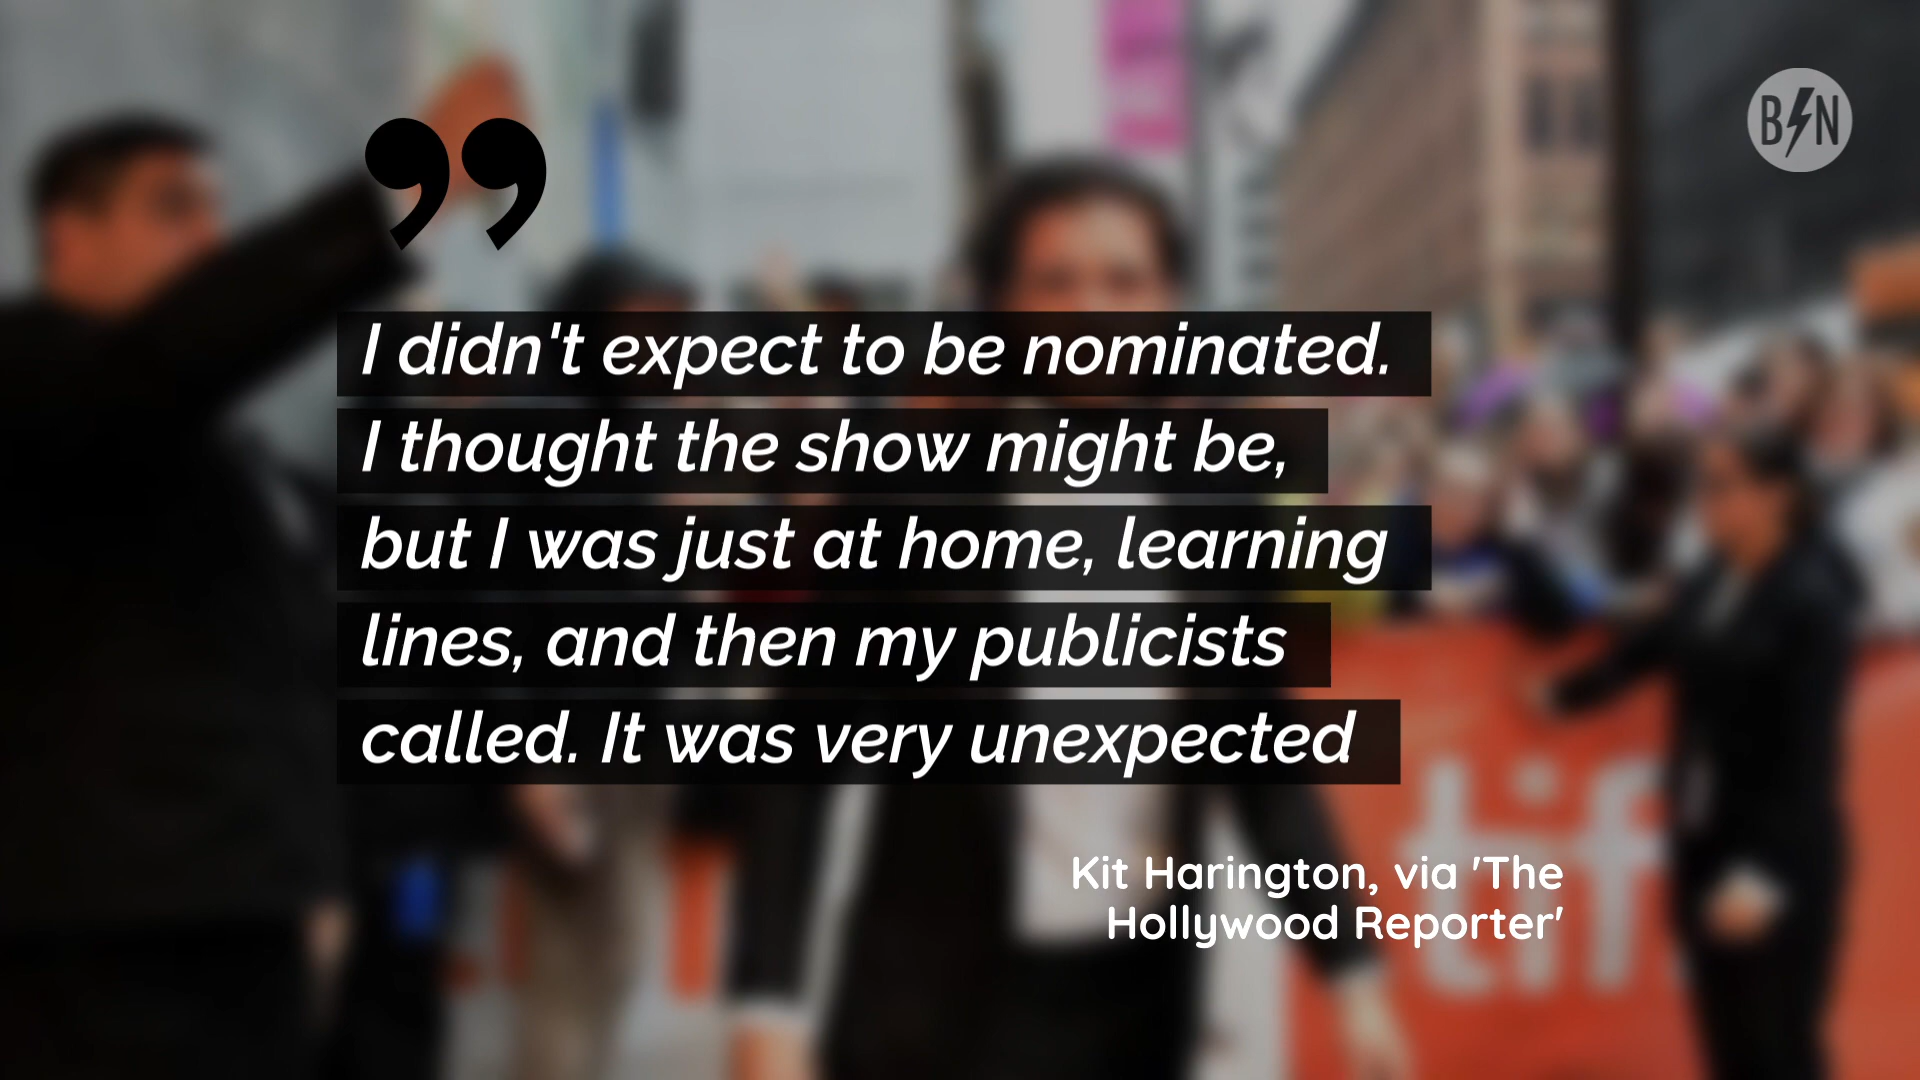 B N
”
I didn't expect to be nominated.
I thought the show might be,
but I was just at home, learning
lines, and then my publicists
called. It was very unexpected
Kit Harington, via 'The
Hollywood Reporter'
tif